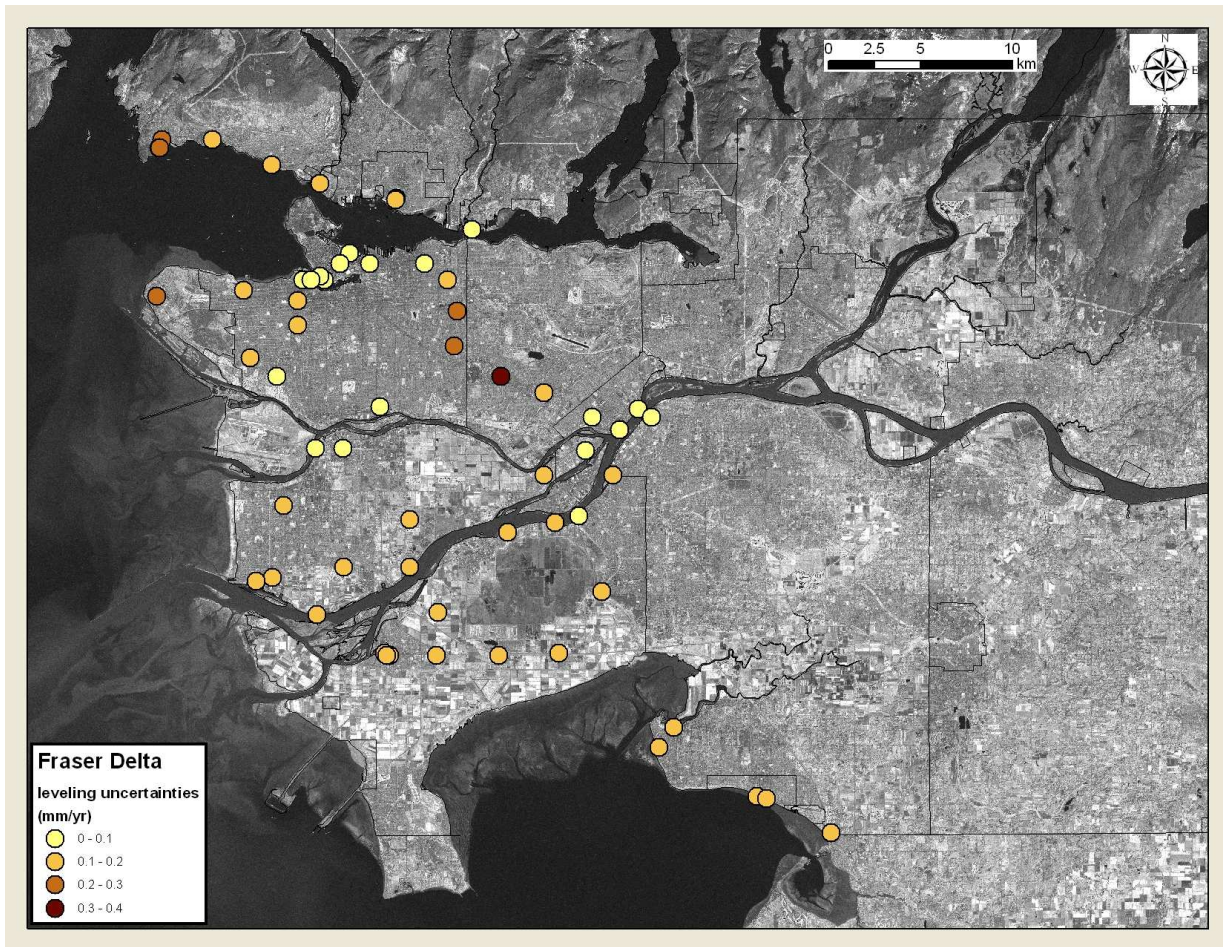 0 2.5 5 10
km
N
W E
S
Fraser Delta
leveling uncertainties
(mm/yr)
0 - 0.1
0.1 - 0.2
0.2 - 0.3
0.3 - 0.4